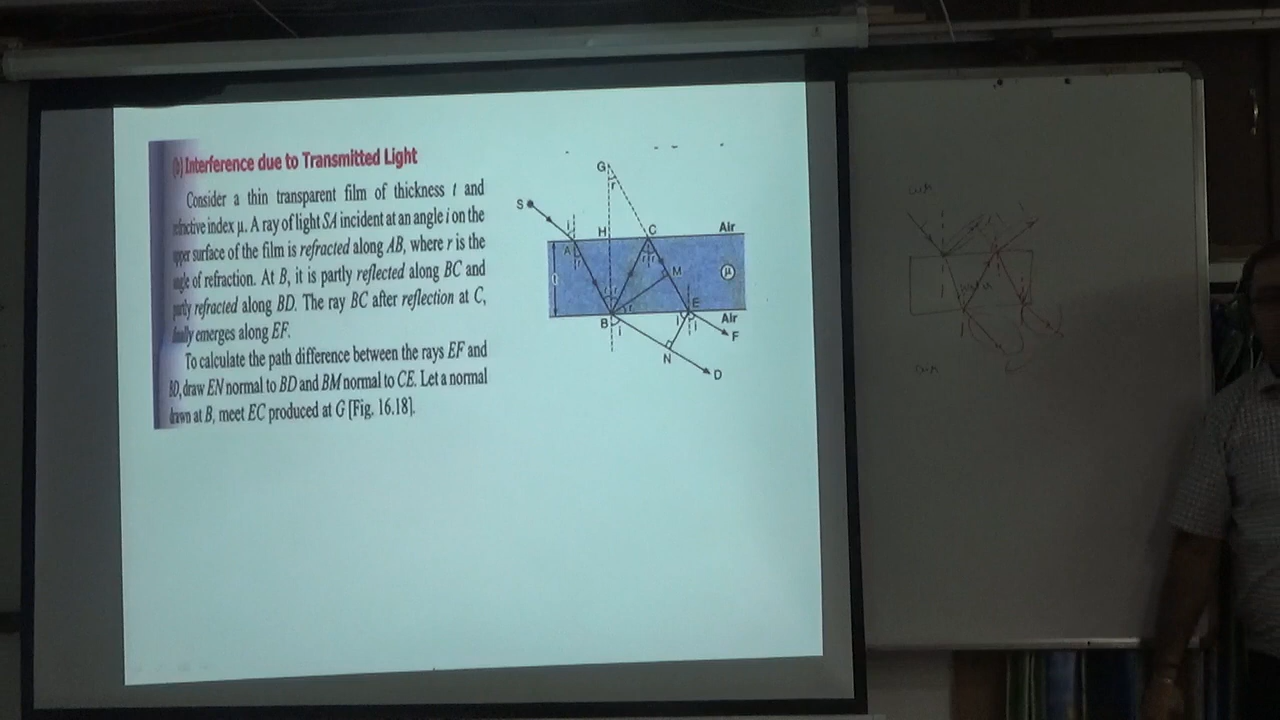 Interference due to Transmitted Light
Consider a thin transparent film of thickness t and
refractive index μ. A ray of light SA incident at an angle i on the
upper surface of the film is refracted along AB, where r is the
angle of refraction. At B, it is partly reflected along BC and
partly refracted along BD. The ray BC after reflection at C,
finally emerges along EF.
To calculate the path difference between the rays EF and
BD, draw EN normal to BD and BM normal to CE. Let a normal
drawn at B, meet EC produced at G [Fig. 16.18].
G
r
S
i
H
C
Air
A
r
r r
M
μ
t
E
B
r
i
i
i
Air
F
N
D